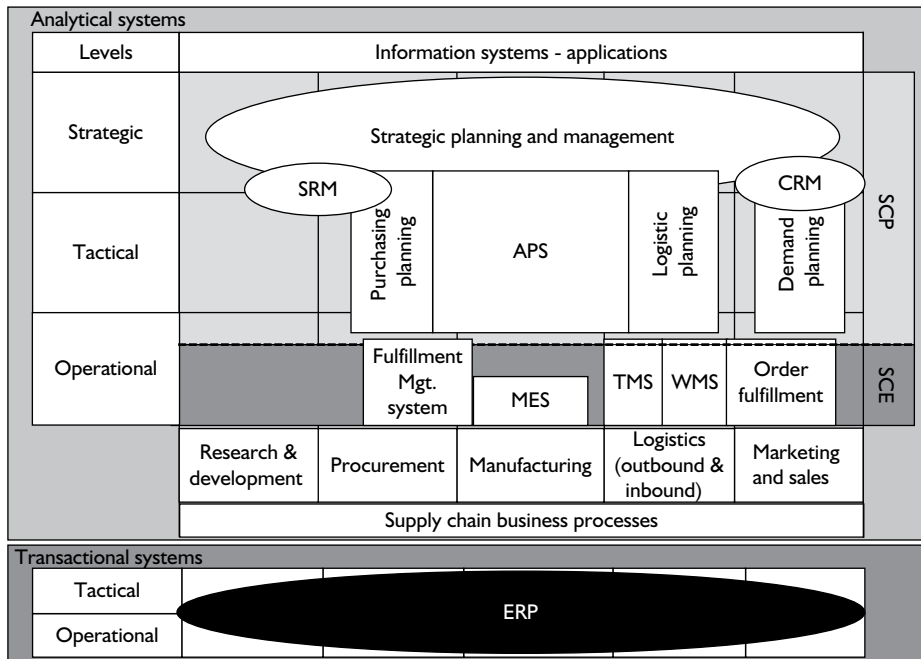 Analytical systems
Levels
Information systems - applications
Strategic
Strategic planning and management
SRM
CRM
SCP
Tactical
Purchasing
planning
APS
Logistic
planning
Demand
planning
Operational
Fulfillment
Mgt.
system
MES
TMS
WMS
Order
fulfillment
SCE
Research &
development
Procurement
Manufacturing
Logistics
(outbound &
inbound)
Marketing
and sales
Supply chain business processes
Transactional systems
Tactical
ERP
Operational